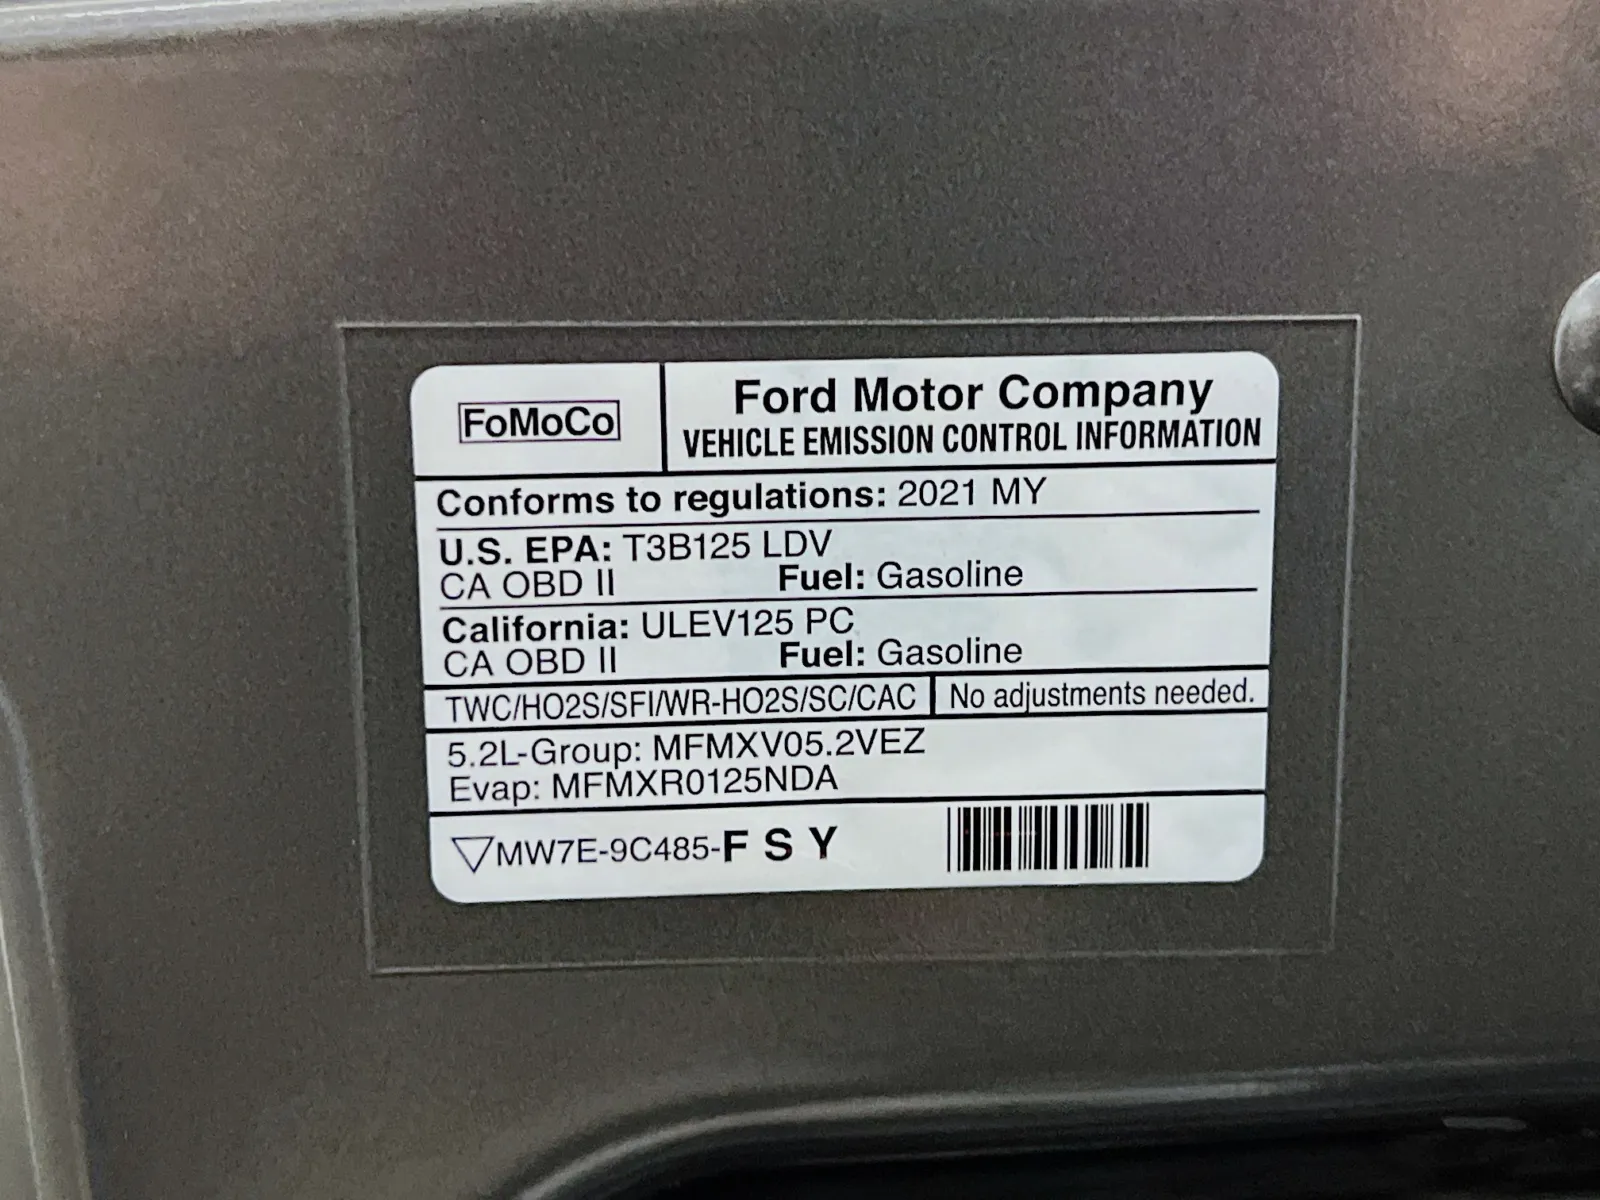 FoMoCo
Ford Motor Company
VEHICLE EMISSION CONTROL INFORMATION
Conforms to regulations: 2021 MY
U.S. EPA: T3B125 LDV
CA OBD II Fuel: Gasoline
California: ULEV125 PC
CA OBD II Fuel: Gasoline
TWC/HO2S/SFI/WR-HO2S/SC/CAC No adjustments needed.
5.2L-Group: MFMXV05.2VEZ
Evap: MFMXR0125NDA
MW7E-9C485-F S Y